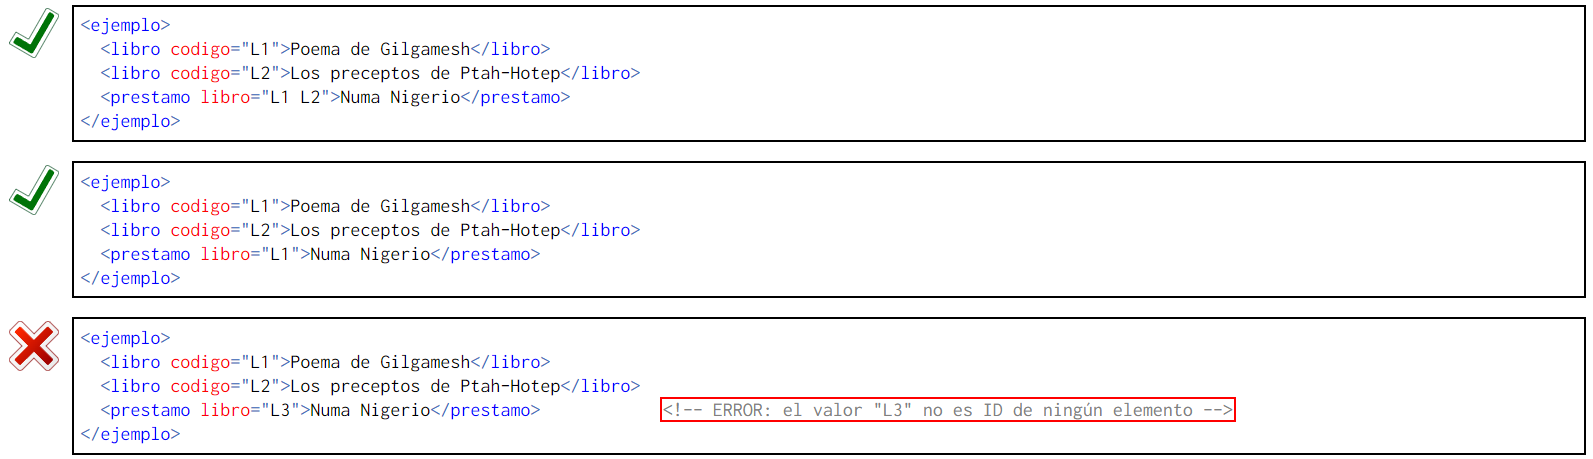 <ejemplo>
  <libro codigo="L1">Poema de Gilgamesh</libro>
  <libro codigo="L2">Los preceptos de Ptah-Hotep</libro>
  <prestamo libro="L1 L2">Numa Nigerio</prestamo>
</ejemplo>
<ejemplo>
  <libro codigo="L1">Poema de Gilgamesh</libro>
  <libro codigo="L2">Los preceptos de Ptah-Hotep</libro>
  <prestamo libro="L1">Numa Nigerio</prestamo>
</ejemplo>
<ejemplo>
  <libro codigo="L1">Poema de Gilgamesh</libro>
  <libro codigo="L2">Los preceptos de Ptah-Hotep</libro>
  <prestamo libro="L3">Numa Nigerio</prestamo>            <!-- ERROR: el valor "L3" no es ID de ningún elemento -->
</ejemplo>